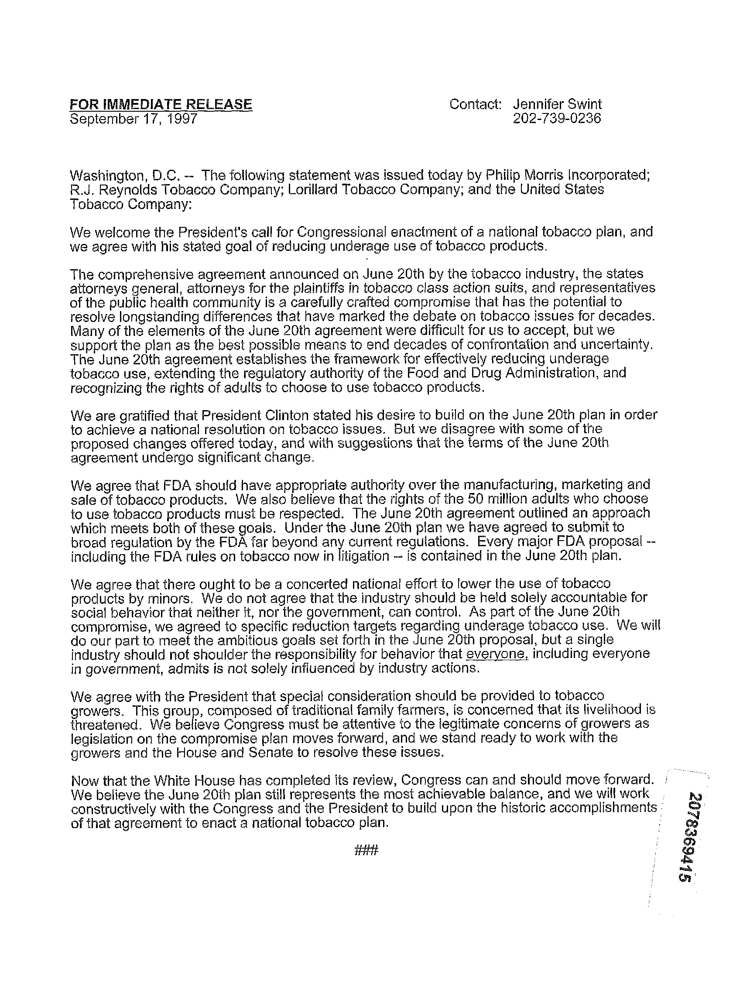 FOR IMMEDIATE RELEASE
September 17, 1997
Contact: Jennifer Swint
202-739-0236
Washington, D.C. -- The following statement was issued today by Philip Morris Incorporated;
R.J. Reynolds Tobacco Company; Lorillard Tobacco Company; and the United States
Tobacco Company:
We welcome the President's call for Congressional enactment of a national tobacco plan, and
we agree with his stated goal of reducing underage use of tobacco products.
The comprehensive agreement announced on June 20th by the tobacco industry, the states
attorneys general, attorneys for the plaintiffs in tobacco class action suits, and representatives
of the public health community is a carefully crafted compromise that has the potential to
resolve longstanding differences that have marked the debate on tobacco issues for decades.
Many of the elements of the June 20th agreement were difficult for us to accept, but we
support the plan as the best possible means to end decades of confrontation and uncertainty.
The June 20th agreement establishes the framework for effectively reducing underage
tobacco use, extending the regulatory authority of the Food and Drug Administration, and
recognizing the rights of adults to choose to use tobacco products.
We are gratified that President Clinton stated his desire to build on the June 20th plan in order
to achieve a national resolution on tobacco issues. But we disagree with some of the
proposed changes offered today, and with suggestions that the terms of the June 20th
agreement undergo significant change.
We agree that FDA should have appropriate authority over the manufacturing, marketing and
sale of tobacco products. We also believe that the rights of the 50 million adults who choose
to use tobacco products must be respected. The June 20th agreement outlined an approach
which meets both of these goals. Under the June 20th plan we have agreed to submit to
broad regulation by the FDA far beyond any current regulations. Every major FDA proposal --
including the FDA rules on tobacco now in litigation -- is contained in the June 20th plan.
We agree that there ought to be a concerted national effort to lower the use of tobacco
products by minors. We do not agree that the industry should be held solely accountable for
social behavior that neither it, nor the government, can control. As part of the June 20th
compromise, we agreed to specific reduction targets regarding underage tobacco use. We will
do our part to meet the ambitious goals set forth in the June 20th proposal, but a single
industry should not shoulder the responsibility for behavior that everyone, including everyone
in government, admits is not solely influenced by industry actions.
We agree with the President that special consideration should be provided to tobacco
growers. This group, composed of traditional family farmers, is concerned that its livelihood is
threatened. We believe Congress must be attentive to the legitimate concerns of growers as
legislation on the compromise plan moves forward, and we stand ready to work with the
growers and the House and Senate to resolve these issues.
Now that the White House has completed its review, Congress can and should move forward.
We believe the June 20th plan still represents the most achievable balance, and we will work
constructively with the Congress and the President to build upon the historic accomplishments
of that agreement to enact a national tobacco plan.
###
2078369415